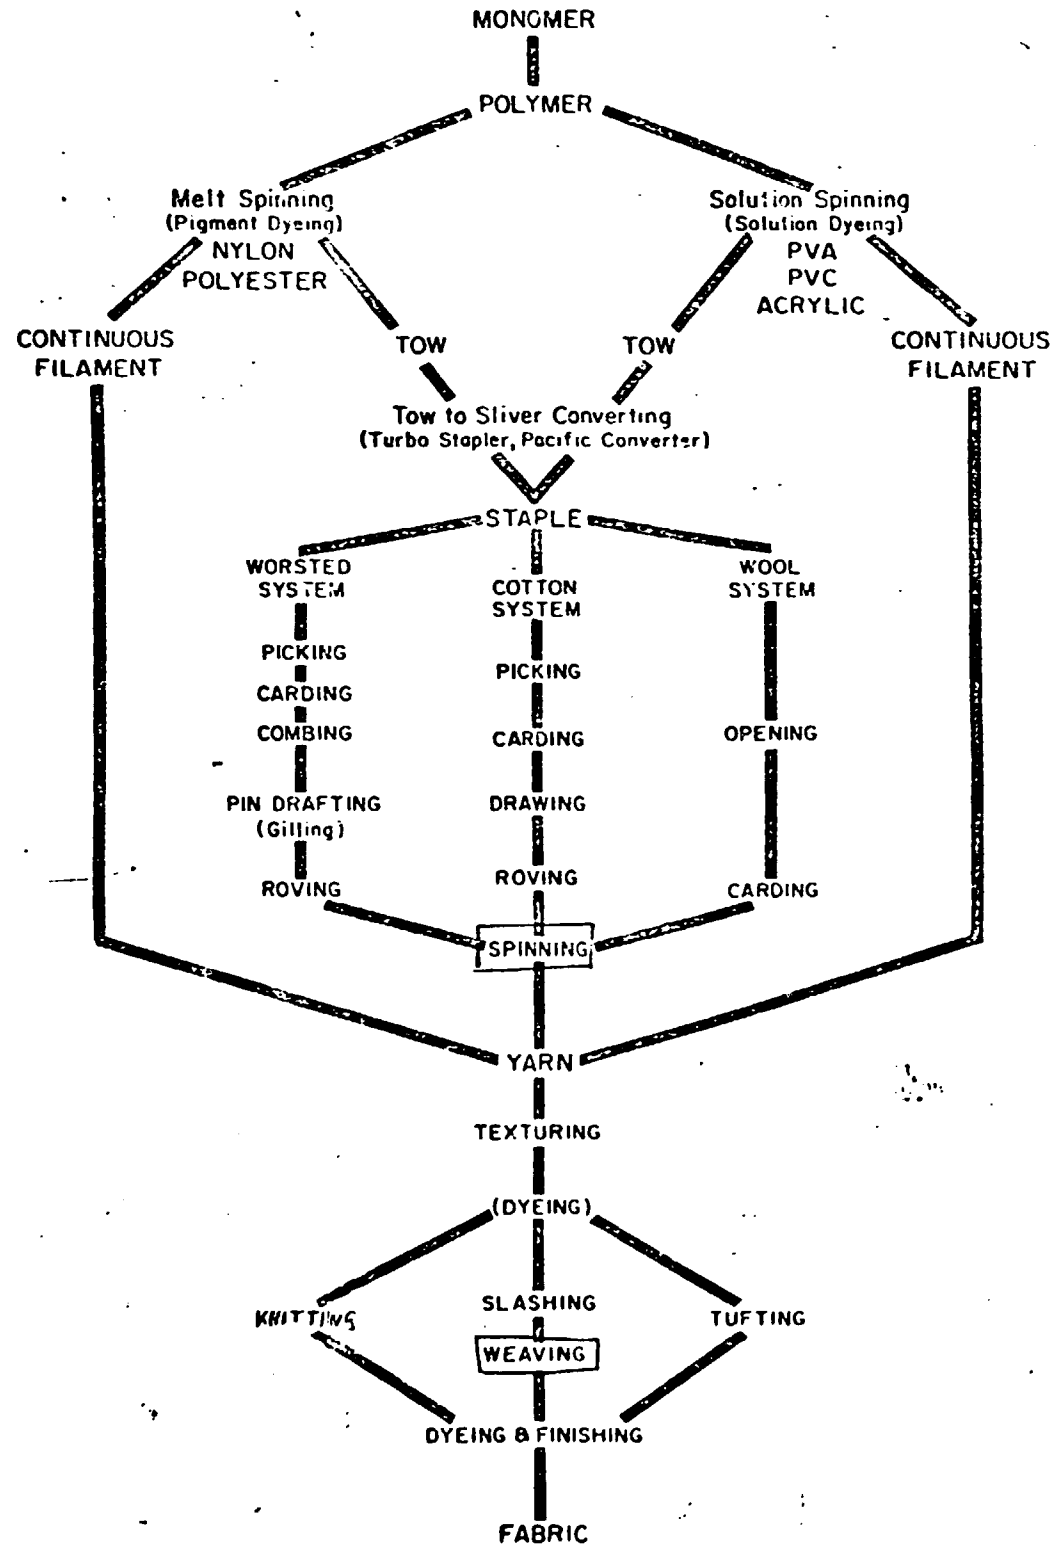 MONOMER
POLYMER
Melt Spinning
(Pigment Dyeing)
NYLON
POLYESTER
Solution Spinning
(Solution Dyeing)
PVA
PVC
ACRYLIC
CONTINUOUS
FILAMENT
TOW
TOW
CONTINUOUS
FILAMENT
Tow to Sliver Converting
(Turbo Stapler, Pacific Converter)
STAPLE
WORSTED
SYSTEM
PICKING
CARDING
COMBING
PIN DRAFTING
(Gilling)
ROVING
COTTON
SYSTEM
PICKING
CARDING
DRAWING
ROVING
WOOL
SYSTEM
OPENING
CARDING
SPINNING
YARN
TEXTURING
(DYEING)
KNITTING
SLASHING
WEAVING
TUFTING
DYEING & FINISHING
FABRIC